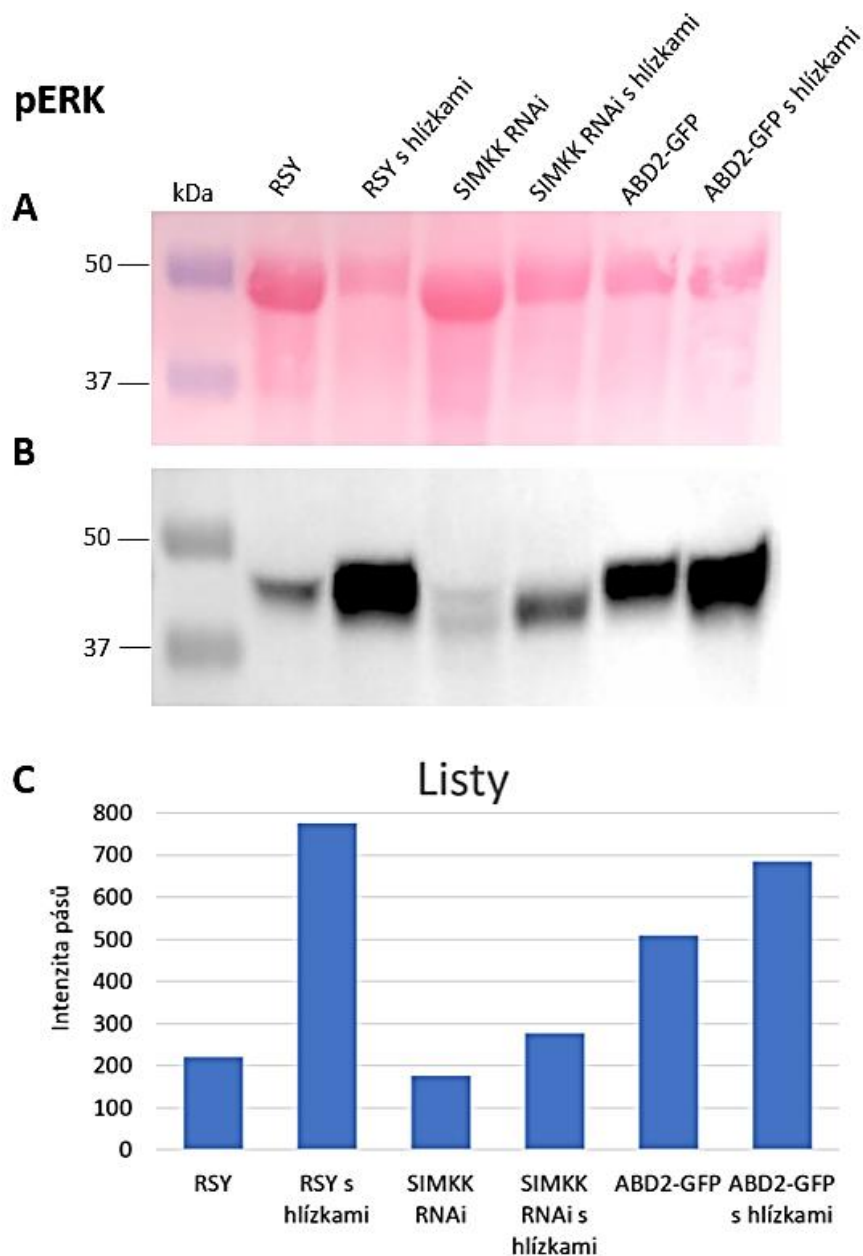 pERK
RSY
RSY s hlízkami
SIMKK RNAi
SIMKK RNAi s hlízkami
ABD2-GFP
ABD2-GFP s hlízkami
A
kDa
50
37
B
50
37
C
Listy
Intenzita pásů
800
700
600
500
400
300
200
100
0
RSY
RSY s
hlízkami
SIMKK
RNAi
SIMKK
RNAi s
hlízkami
ABD2-GFP
ABD2-GFP
s hlízkami